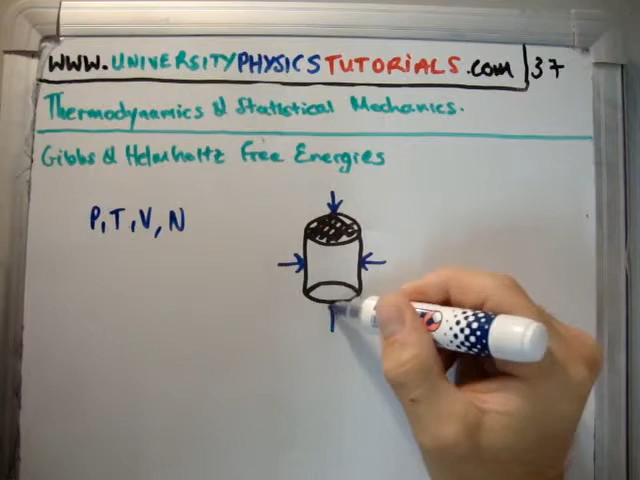 WWW.UNIVERSITYPHYSICSTUTORIALS.com 37
Thermodynamics & Statistical Mechanics.
Gibbs & Helmholtz Free Energies
P, T, V, N